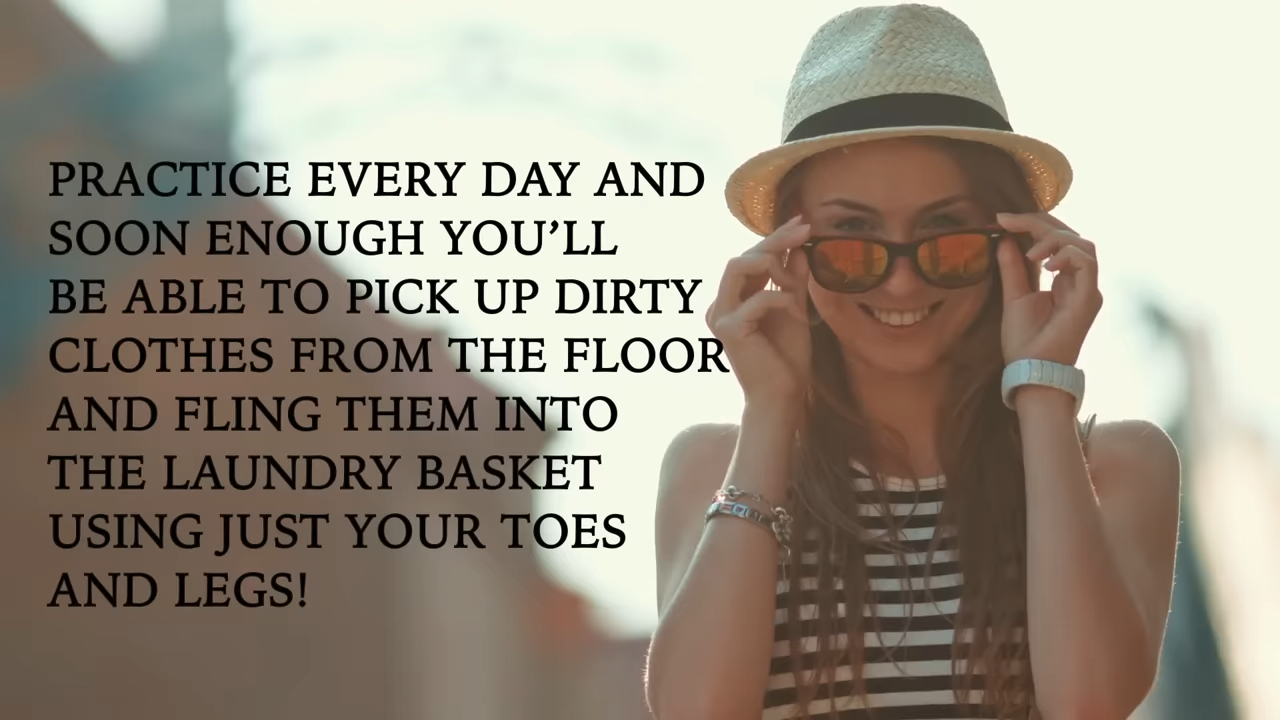 PRACTICE EVERY DAY AND
SOON ENOUGH YOU’LL
BE ABLE TO PICK UP DIRTY
CLOTHES FROM THE FLOOR
AND FLING THEM INTO
THE LAUNDRY BASKET
USING JUST YOUR TOES
AND LEGS!